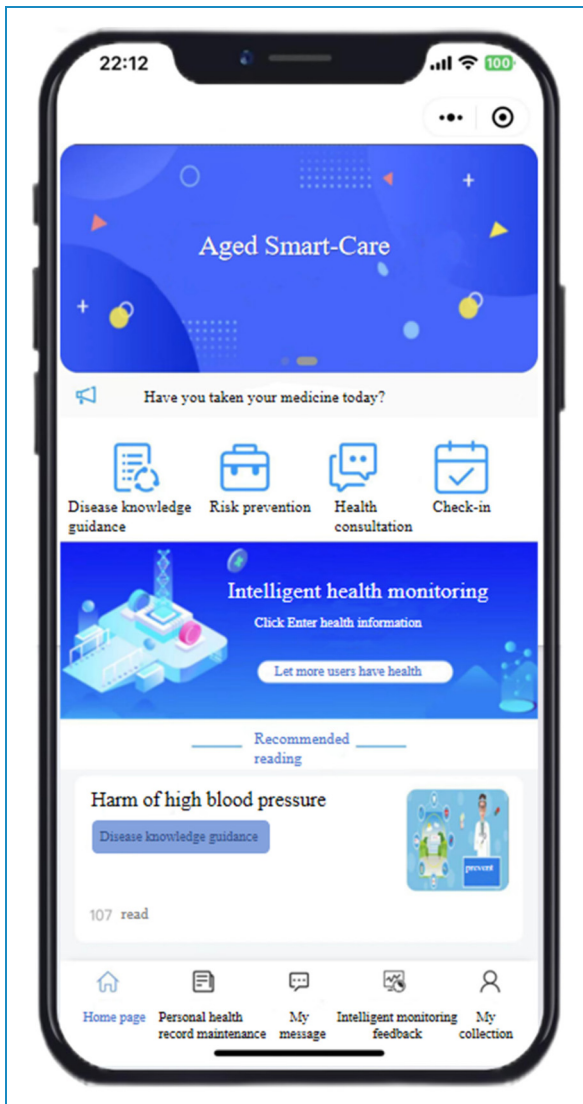 22:12
100
Aged Smart-Care
Have you taken your medicine today?
Disease knowledge
guidance
Risk prevention
Health
consultation
Check-in
Intelligent health monitoring
Click Enter health information
Let more users have health
Recommended
reading
Harm of high blood pressure
Disease knowledge guidance
prevent
107 read
Home page
Personal health
record maintenance
My
message
Intelligent monitoring
feedback
My
collection